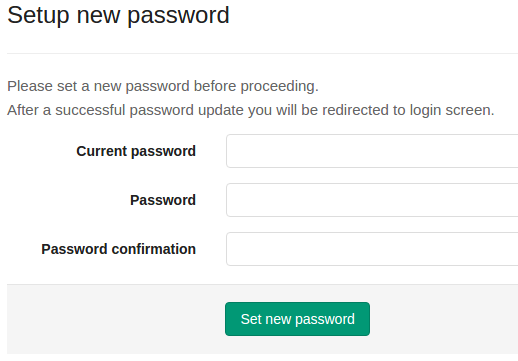 Setup new password
Please set a new password before proceeding.
After a successful password update you will be redirected to login screen.
Current password
Password
Password confirmation
Set new password